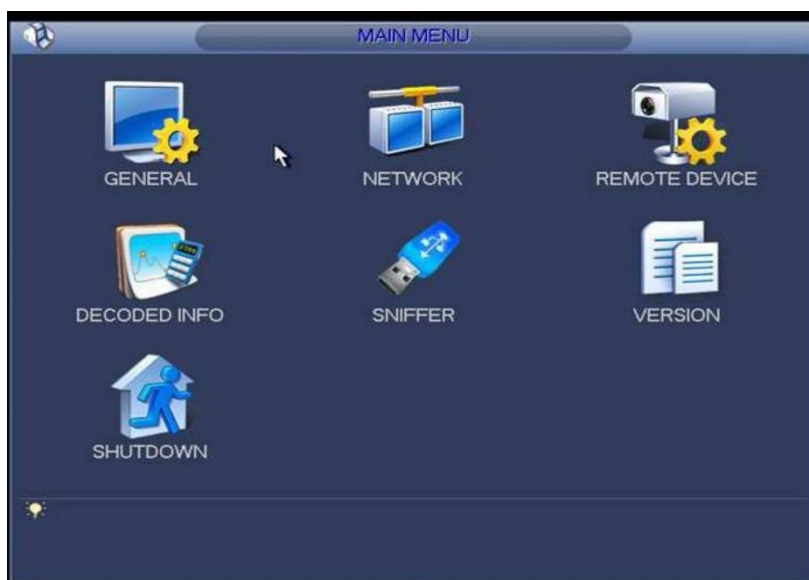 MAIN MENU
GENERAL
NETWORK
REMOTE DEVICE
DECODED INFO
SNIFFER
VERSION
SHUTDOWN